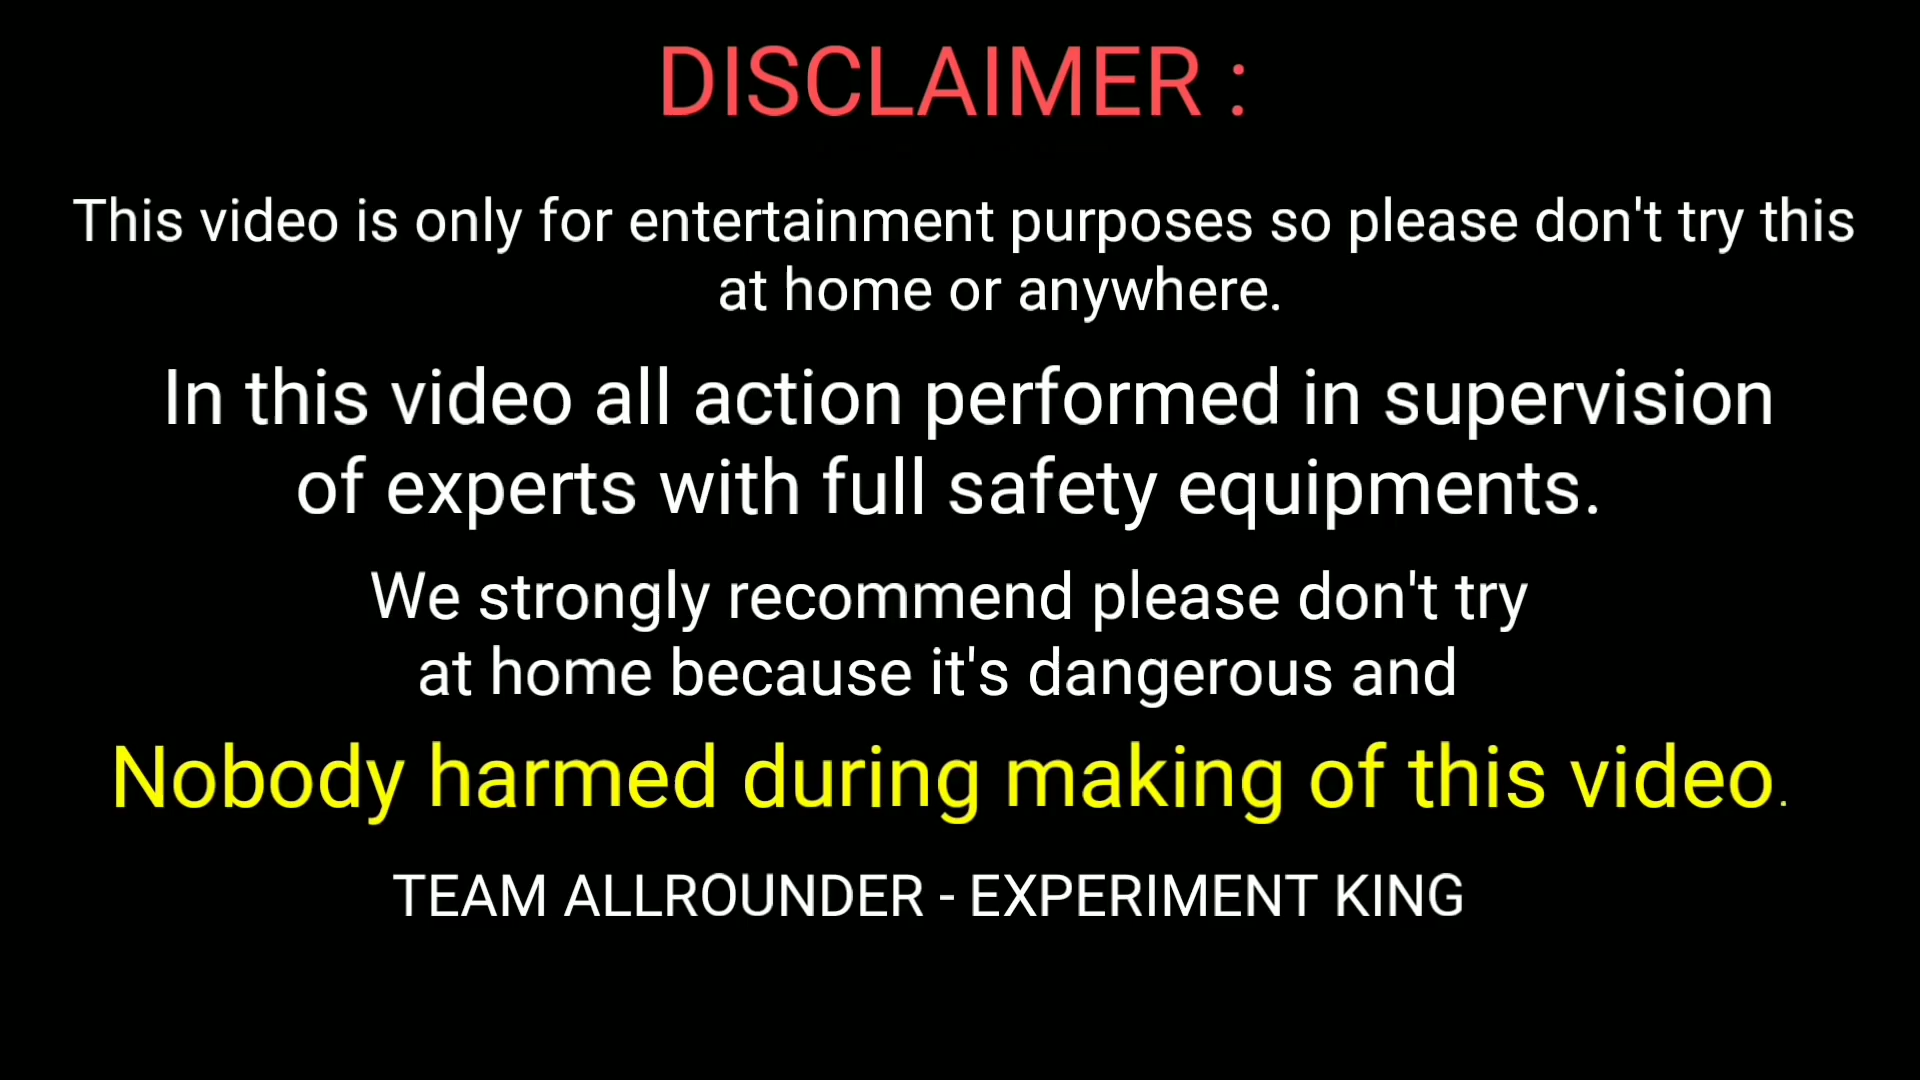 DISCLAIMER :
This video is only for entertainment purposes so please don't try this
at home or anywhere.
In this video all action performed in supervision
of experts with full safety equipments.
We strongly recommend please don't try
at home because it's dangerous and
Nobody harmed during making of this video.
TEAM ALLROUNDER - EXPERIMENT KING